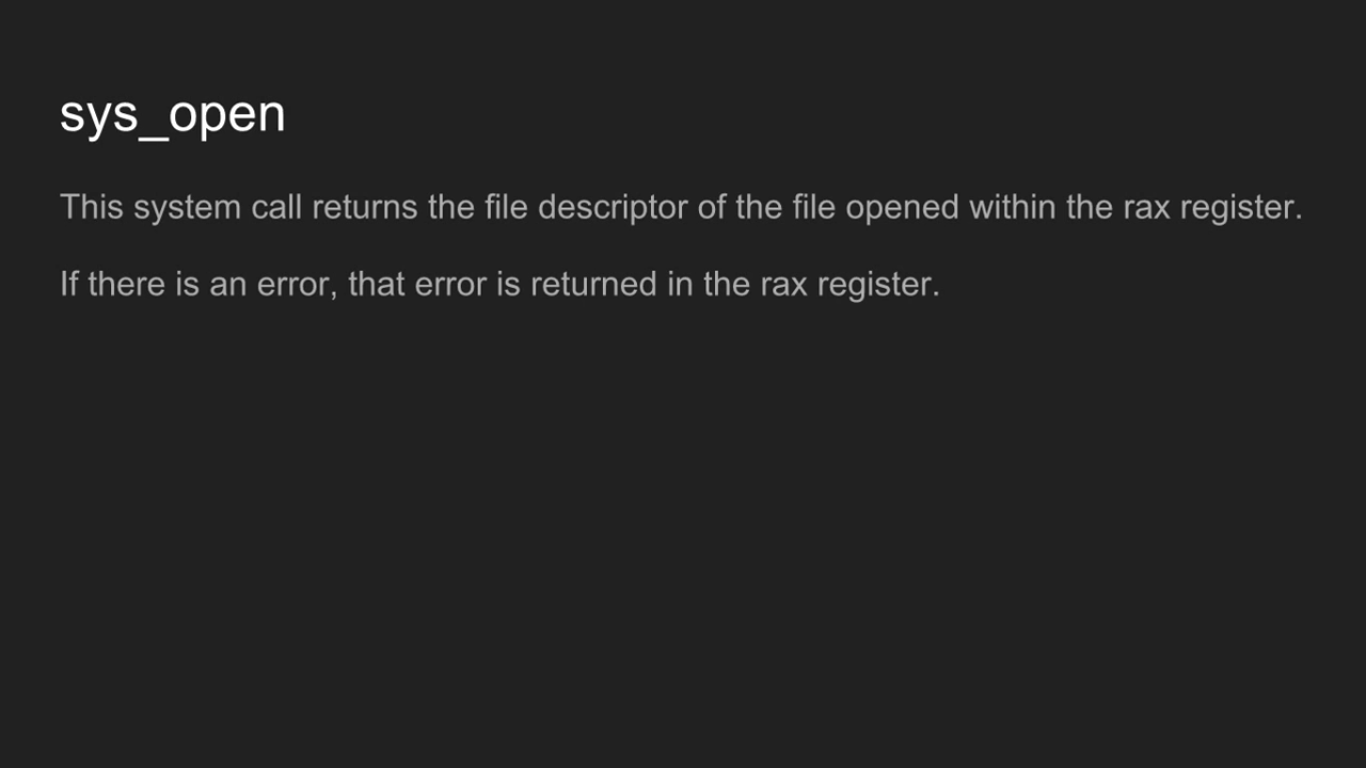 sys_open
This system call returns the file descriptor of the file opened within the rax register.
If there is an error, that error is returned in the rax register.